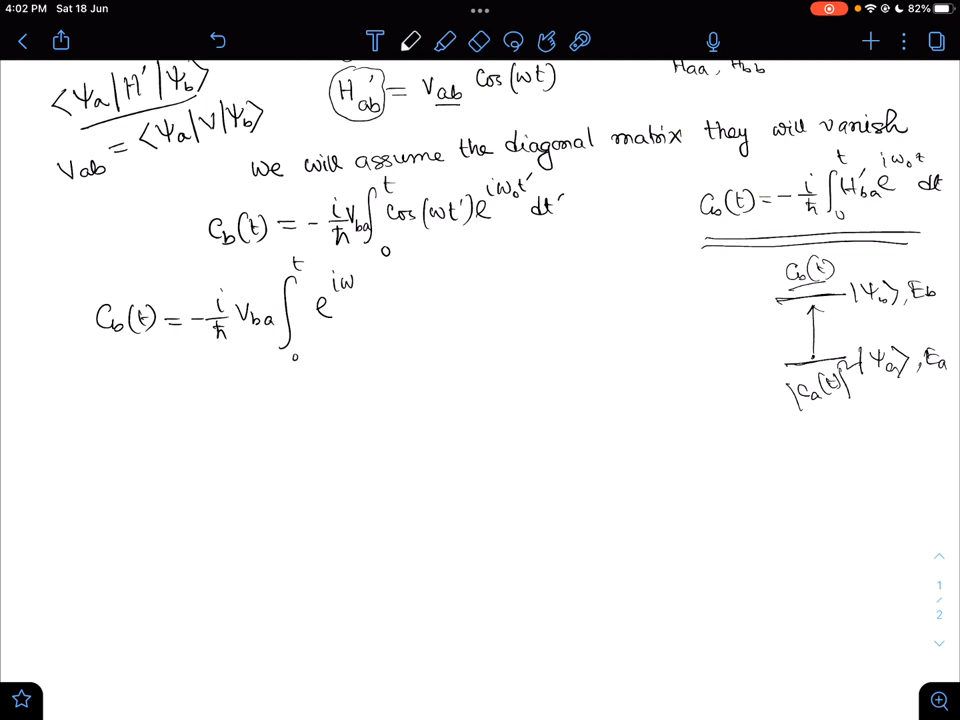 4:02 PM Sat 18 Jun
82%
Haa, Hbb
<Ψa|H'|Ψb>
H'ab = Vab Cos(ωt)
Vab = <Ψa|V|Ψb>
we will assume the diagonal matrix they will vanish
Cb(t) = -i/ħ Vba ∫₀ᵗ Cos(ωt')e^{iω₀t'} dt'
Cb(t) = -i/ħ ∫₀ᵗ H'ba e^{iω₀t} dt
Cb(t)
|Ψb>, Eb
Cb(t) = -i/ħ Vba ∫₀ᵗ e^{iω
|Ψa>, Ea
|Ca(t)|²
1
/
2